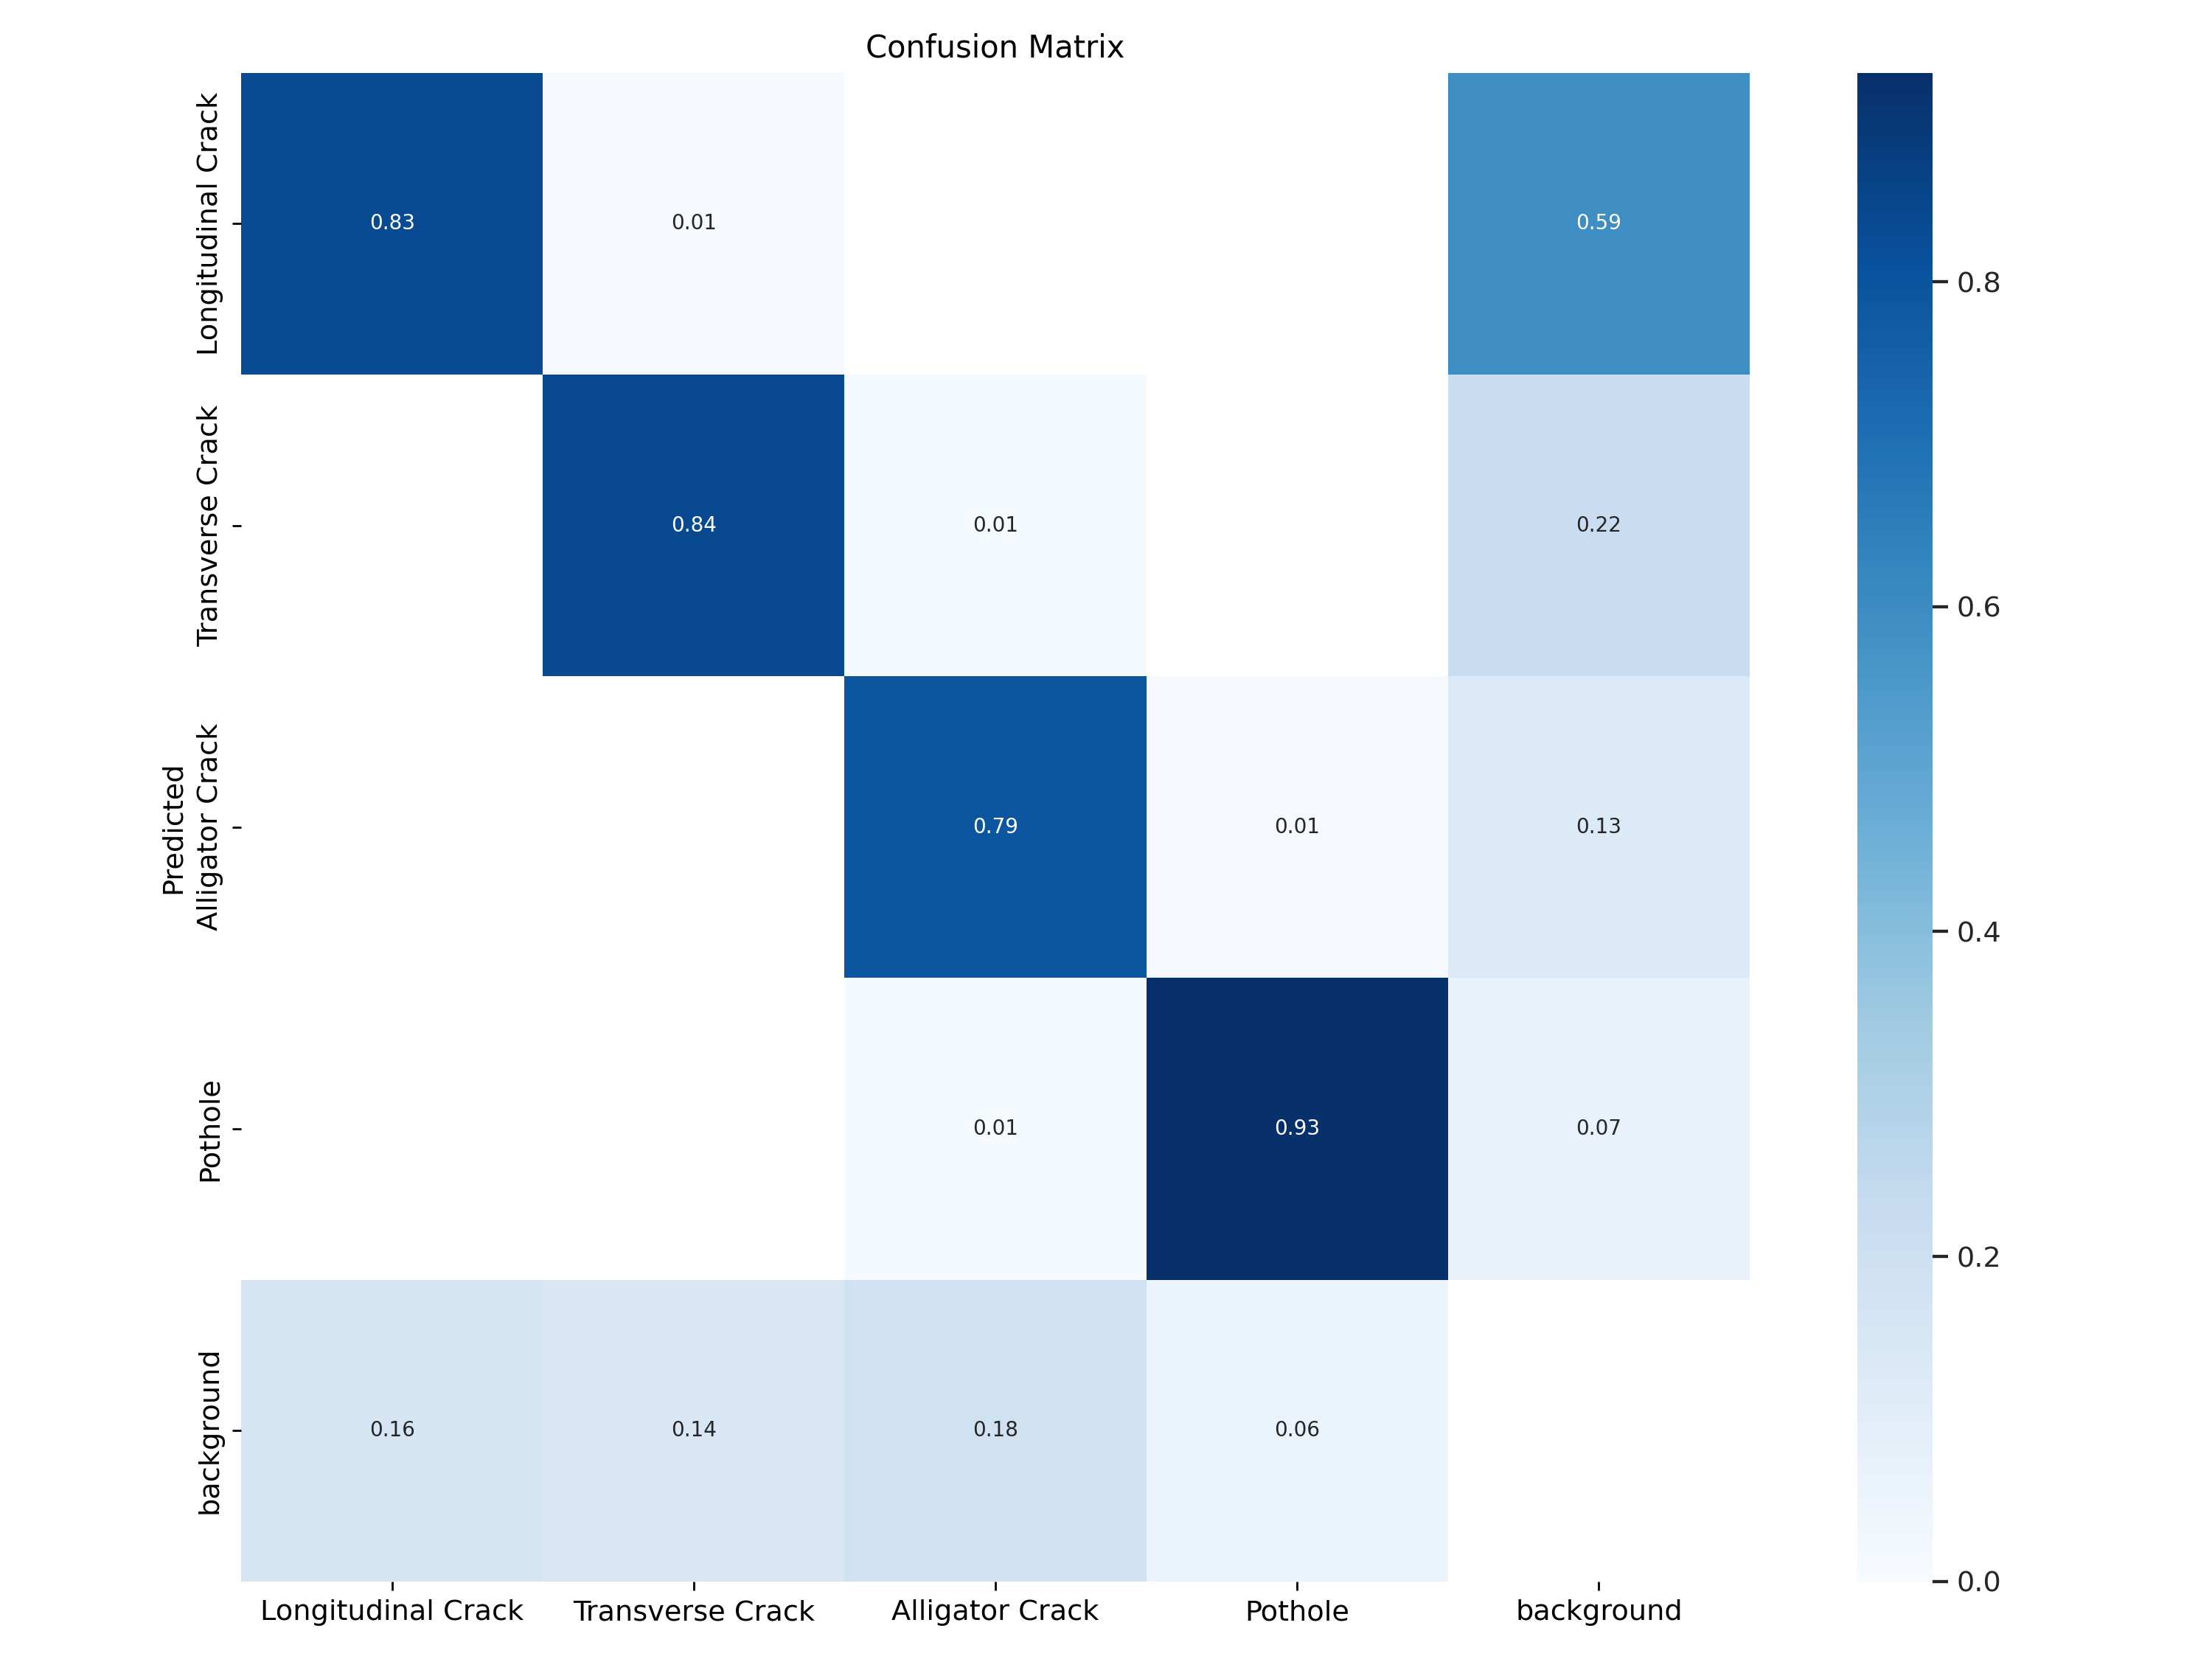 Confusion Matrix
Predicted
Longitudinal Crack
Transverse Crack
Alligator Crack
Pothole
background
0.83
0.01
0.59
0.84
0.01
0.22
0.79
0.01
0.13
0.01
0.93
0.07
0.16
0.14
0.18
0.06
Longitudinal Crack
Transverse Crack
Alligator Crack
Pothole
background
0.8
0.6
0.4
0.2
0.0